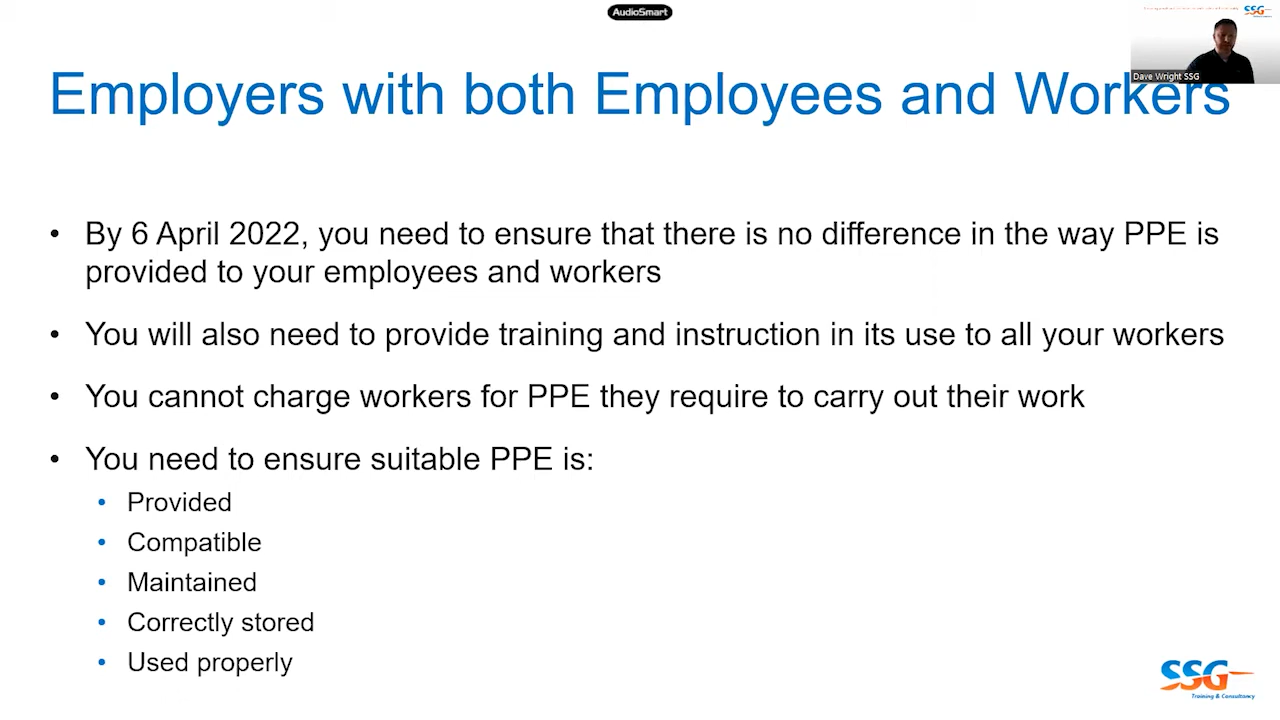 AudioSmart
SSG
Dave Wright SSG
Employers with both Employees and Workers
• By 6 April 2022, you need to ensure that there is no difference in the way PPE is
provided to your employees and workers
• You will also need to provide training and instruction in its use to all your workers
• You cannot charge workers for PPE they require to carry out their work
• You need to ensure suitable PPE is:
• Provided
• Compatible
• Maintained
• Correctly stored
• Used properly
SSG
Training & Consultancy